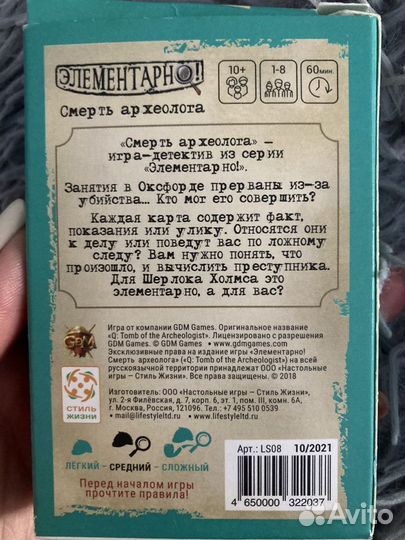 ЭЛЕМЕНТАРНО!
10+
1-8
60мин.
Смерть археолога
«Смерть археолога» —
игра-детектив из серии
«Элементарно!».
Занятия в Оксфорде прерваны из-за
убийства... Кто мог его совершить?
Каждая карта содержит факт,
показания или улику. Относятся они
к делу или поведут вас по ложному
следу? Вам нужно понять, что
произошло, и вычислить преступника.
Для Шерлока Холмса это
элементарно, а для вас?
GDM
Игра от компании GDM Games. Оригинальное название
«Q: Tomb of the Archeologist». Лицензировано с разрешения
GDM Games. © GDM Games • www.gdmgames.com
Эксклюзивные права на издание игры «Элементарно!
Смерть археолога» («Q: Tomb of the Archeologist») на всей
русскоязычной территории принадлежат ООО «Настольные
игры — Стиль Жизни». Все права защищены. © 2018
СТИЛЬ
ЖИЗНИ
Изготовитель: ООО «Настольные игры — Стиль Жизни»,
ул. 2-я Филёвская, д. 7, корп. 6, эт. 1, пом. III, комн. 6А,
г. Москва, Россия, 121096. Тел.: +7 495 510 0539
mail@lifestyleltd.ru • www.lifestyleltd.ru
ЛЁГКИЙ – СРЕДНИЙ – СЛОЖНЫЙ
Перед началом игры
прочтите правила!
Арт.: LS08 10/2021
4 650000 322037
Avito